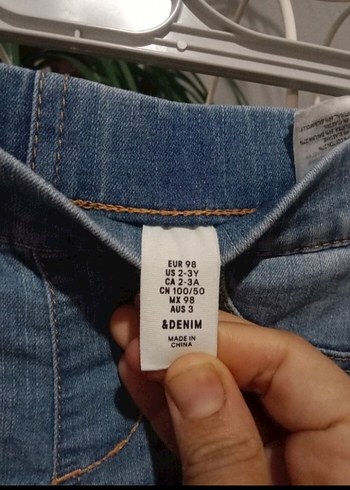 EUR 98
US 2-3Y
CA 2-3A
CN 100/50
MX 98
AUS 3
&DENIM
MADE IN
CHINA